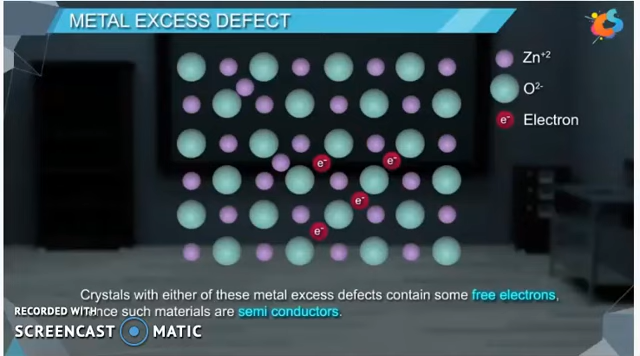 METAL EXCESS DEFECT
Zn+2
O2-
e- Electron
e-
e-
e-
e-
Crystals with either of these metal excess defects contain some free electrons,
nce such materials are semi conductors.
RECORDED WITH
SCREENCAST MATIC